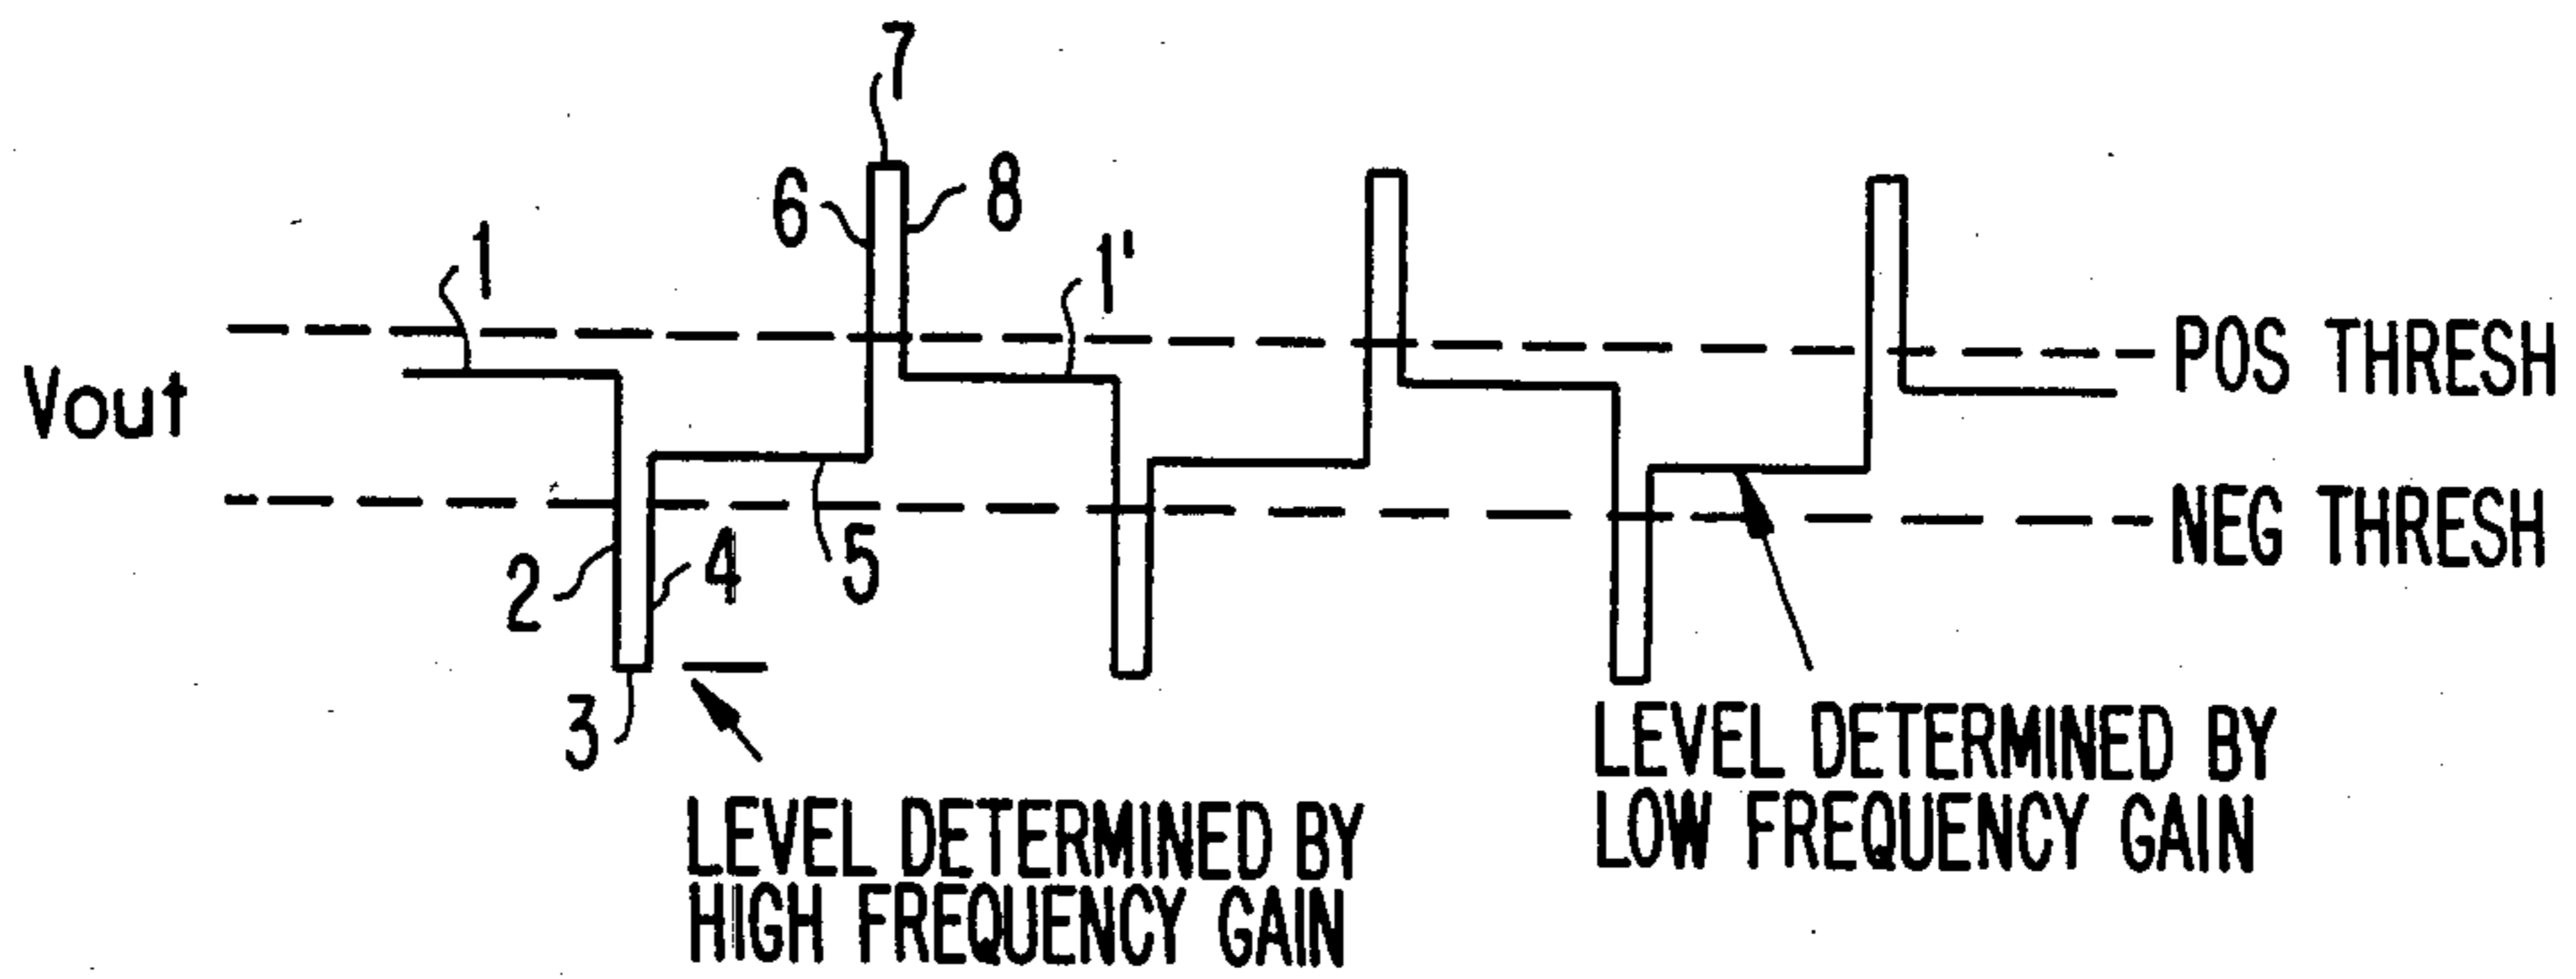 7
6
8
1
1'
Vout
POS THRESH
NEG THRESH
2
4
5
3
LEVEL DETERMINED BY
HIGH FREQUENCY GAIN
LEVEL DETERMINED BY
LOW FREQUENCY GAIN